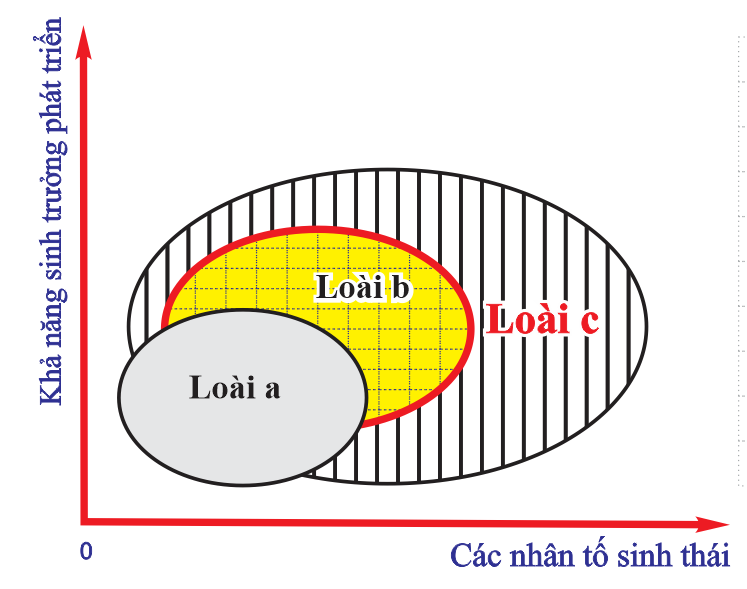 Khả năng sinh trưởng phát triển
Loài b
Loài c
Loài a
0
Các nhân tố sinh thái